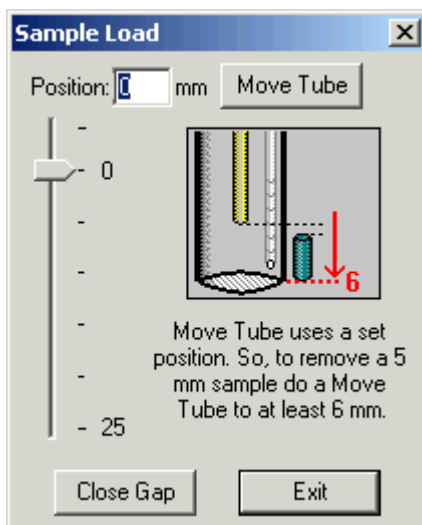 Sample Load
Position: 0 mm Move Tube
0
6
Move Tube uses a set
position. So, to remove a 5
mm sample do a Move
Tube to at least 6 mm.
25
Close Gap Exit